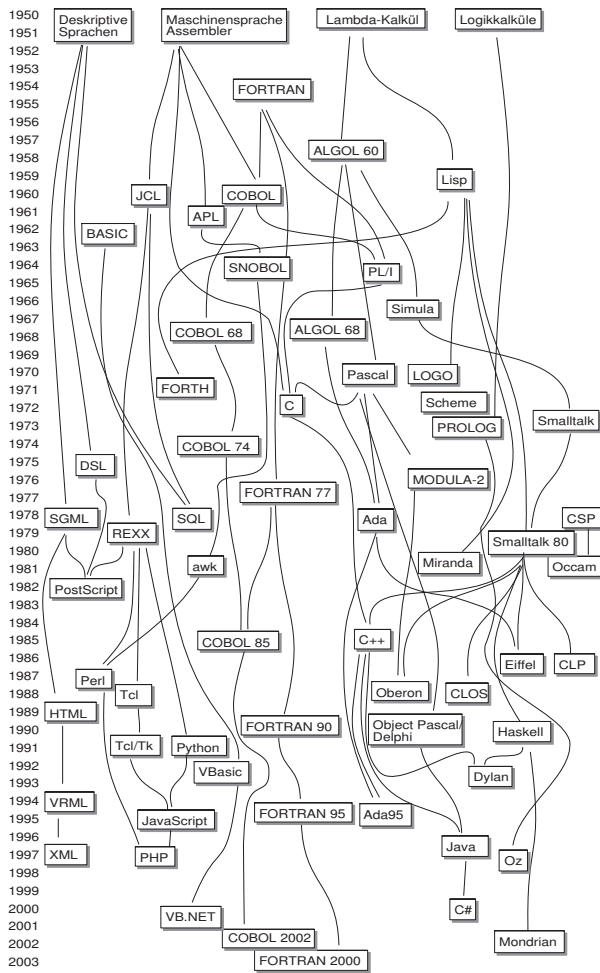 1950
Deskriptive
Sprachen
Maschinensprache
Assembler
Lambda-Kalkül
Logikkalküle
1951
1952
1953
1954
FORTRAN
1955
1956
1957
ALGOL 60
1958
1959
Lisp
1960
JCL
COBOL
1961
APL
1962
BASIC
1963
1964
SNOBOL
PL/I
1965
1966
Simula
1967
COBOL 68
ALGOL 68
1968
1969
1970
Pascal
LOGO
1971
FORTH
1972
C
Scheme
1973
PROLOG
Smalltalk
1974
COBOL 74
1975
DSL
1976
MODULA-2
1977
FORTRAN 77
1978
SGML
SQL
Ada
CSP
1979
REXX
Smalltalk 80
1980
Miranda
1981
awk
Occam
1982
PostScript
1983
1984
1985
COBOL 85
C++
1986
Eiffel
CLP
1987
Perl
1988
Tcl
Oberon
CLOS
1989
HTML
1990
FORTRAN 90
Object Pascal/
Delphi
Haskell
1991
Tcl/Tk
Python
1992
VBasic
Dylan
1993
1994
VRML
1995
JavaScript
FORTRAN 95
Ada95
1996
Java
1997
XML
PHP
Oz
1998
1999
2000
VB.NET
C#
2001
2002
COBOL 2002
Mondrian
2003
FORTRAN 2000